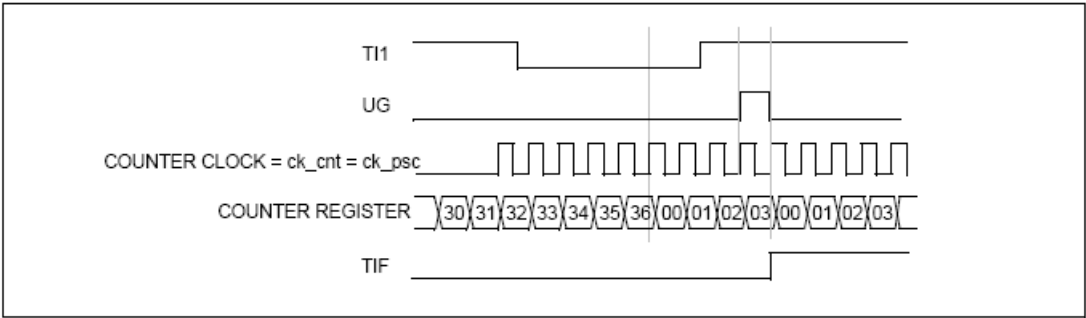 TI1
UG
COUNTER CLOCK = ck_cnt = ck_psc
COUNTER REGISTER 30 31 32 33 34 35 36 00 01 02 03 00 01 02 03
TIF